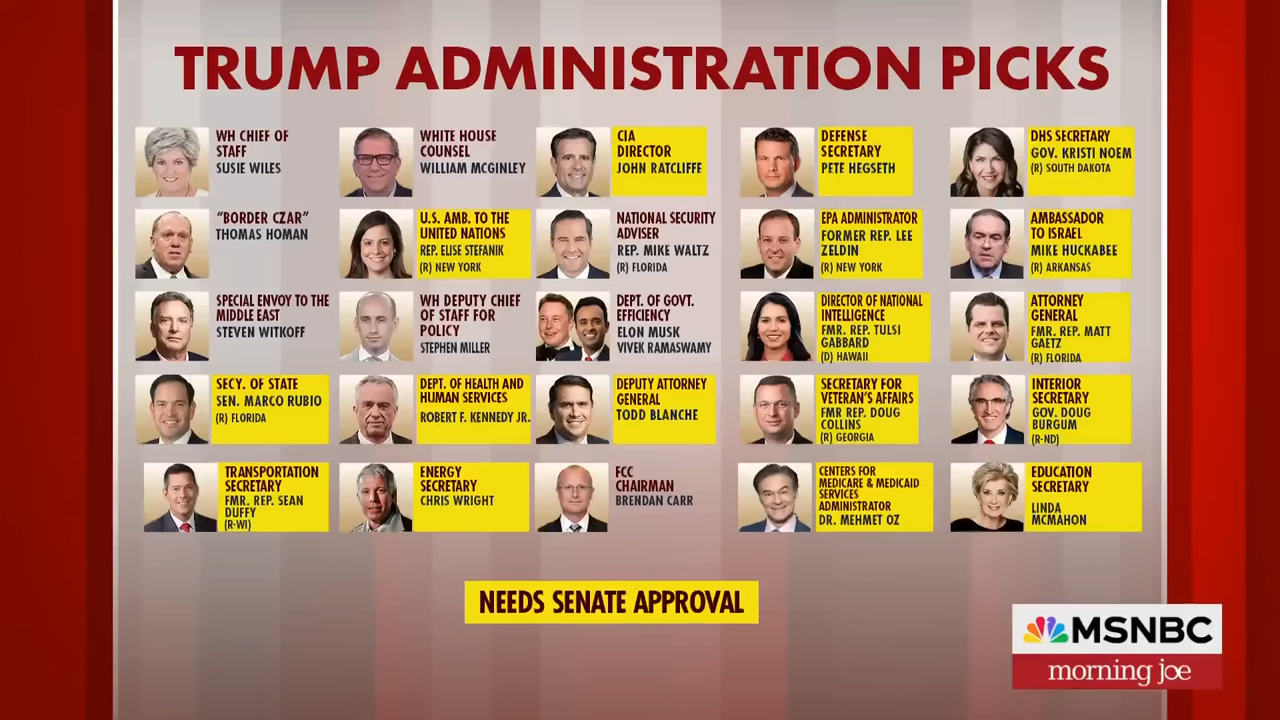 TRUMP ADMINISTRATION PICKS
WH CHIEF OF
STAFF
SUSIE WILES
WHITE HOUSE
COUNSEL
WILLIAM MCGINLEY
CIA
DIRECTOR
JOHN RATCLIFFE
DEFENSE
SECRETARY
PETE HEGSETH
DHS SECRETARY
GOV. KRISTI NOEM
(R) SOUTH DAKOTA
"BORDER CZAR"
THOMAS HOMAN
U.S. AMB. TO THE
UNITED NATIONS
REP. ELISE STEFANIK
(R) NEW YORK
NATIONAL SECURITY
ADVISER
REP. MIKE WALTZ
(R) FLORIDA
EPA ADMINISTRATOR
FORMER REP. LEE
ZELDIN
(R) NEW YORK
AMBASSADOR
TO ISRAEL
MIKE HUCKABEE
(R) ARKANSAS
SPECIAL ENVOY TO THE
MIDDLE EAST
STEVEN WITKOFF
WH DEPUTY CHIEF
OF STAFF FOR
POLICY
STEPHEN MILLER
DEPT. OF GOVT.
EFFICIENCY
ELON MUSK
VIVEK RAMASWAMY
DIRECTOR OF NATIONAL
INTELLIGENCE
FMR. REP. TULSI
GABBARD
(D) HAWAII
ATTORNEY
GENERAL
FMR. REP. MATT
GAETZ
(R) FLORIDA
SECY. OF STATE
SEN. MARCO RUBIO
(R) FLORIDA
DEPT. OF HEALTH AND
HUMAN SERVICES
ROBERT F. KENNEDY JR.
DEPUTY ATTORNEY
GENERAL
TODD BLANCHE
SECRETARY FOR
VETERAN'S AFFAIRS
FMR REP. DOUG
COLLINS
(R) GEORGIA
INTERIOR
SECRETARY
GOV. DOUG
BURGUM
(R-ND)
TRANSPORTATION
SECRETARY
FMR. REP. SEAN
DUFFY
(R-WI)
ENERGY
SECRETARY
CHRIS WRIGHT
FCC
CHAIRMAN
BRENDAN CARR
CENTERS FOR
MEDICARE & MEDICAID
SERVICES
ADMINISTRATOR
DR. MEHMET OZ
EDUCATION
SECRETARY
LINDA
MCMAHON
NEEDS SENATE APPROVAL
MSNBC
morning joe